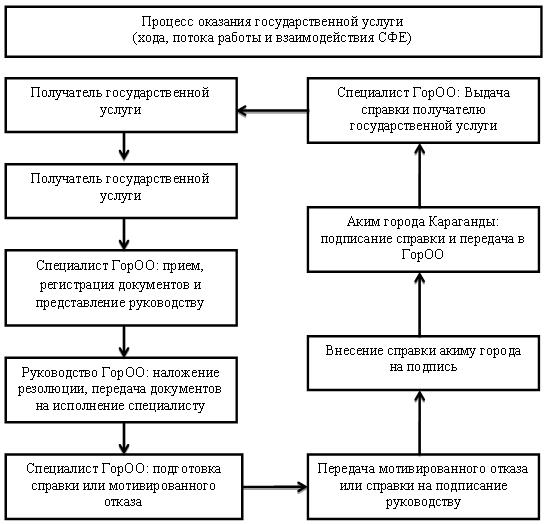 Процесс оказания государственной услуги
(хода, потока работы и взаимодействия СФЕ)
Получатель государственной
услуги
Получатель государственной
услуги
Специалист ГорОО: прием,
регистрация документов и
представление руководству
Руководство ГорОО: наложение
резолюции, передача документов
на исполнение специалисту
Специалист ГорОО: подготовка
справки или мотивированного
отказа
Передача мотивированного отказа
или справки на подписание
руководству
Внесение справки акиму города
на подпись
Аким города Караганды:
подписание справки и передача в
ГорОО
Специалист ГорОО: Выдача
справки получателю
государственной услуги